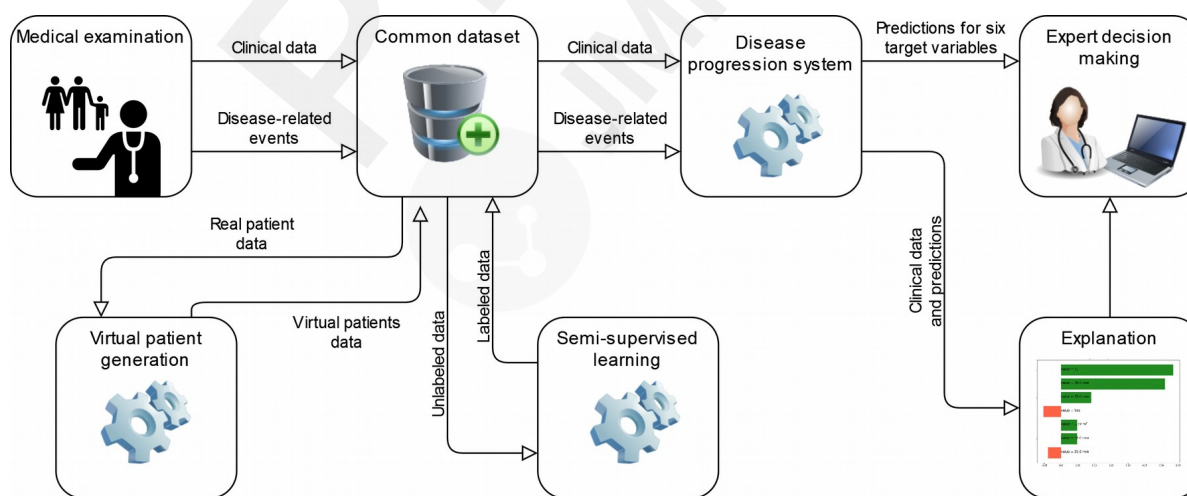 Medical examination
Clinical data
Disease-related
events
Common dataset
Clinical data
Disease-related
events
Disease
progression system
Predictions for six
target variables
Expert decision
making
Real patient
data
Virtual patients
data
Unlabeled data
Labeled data
Clinical data
and predictions
Virtual patient
generation
Semi-supervised
learning
Explanation